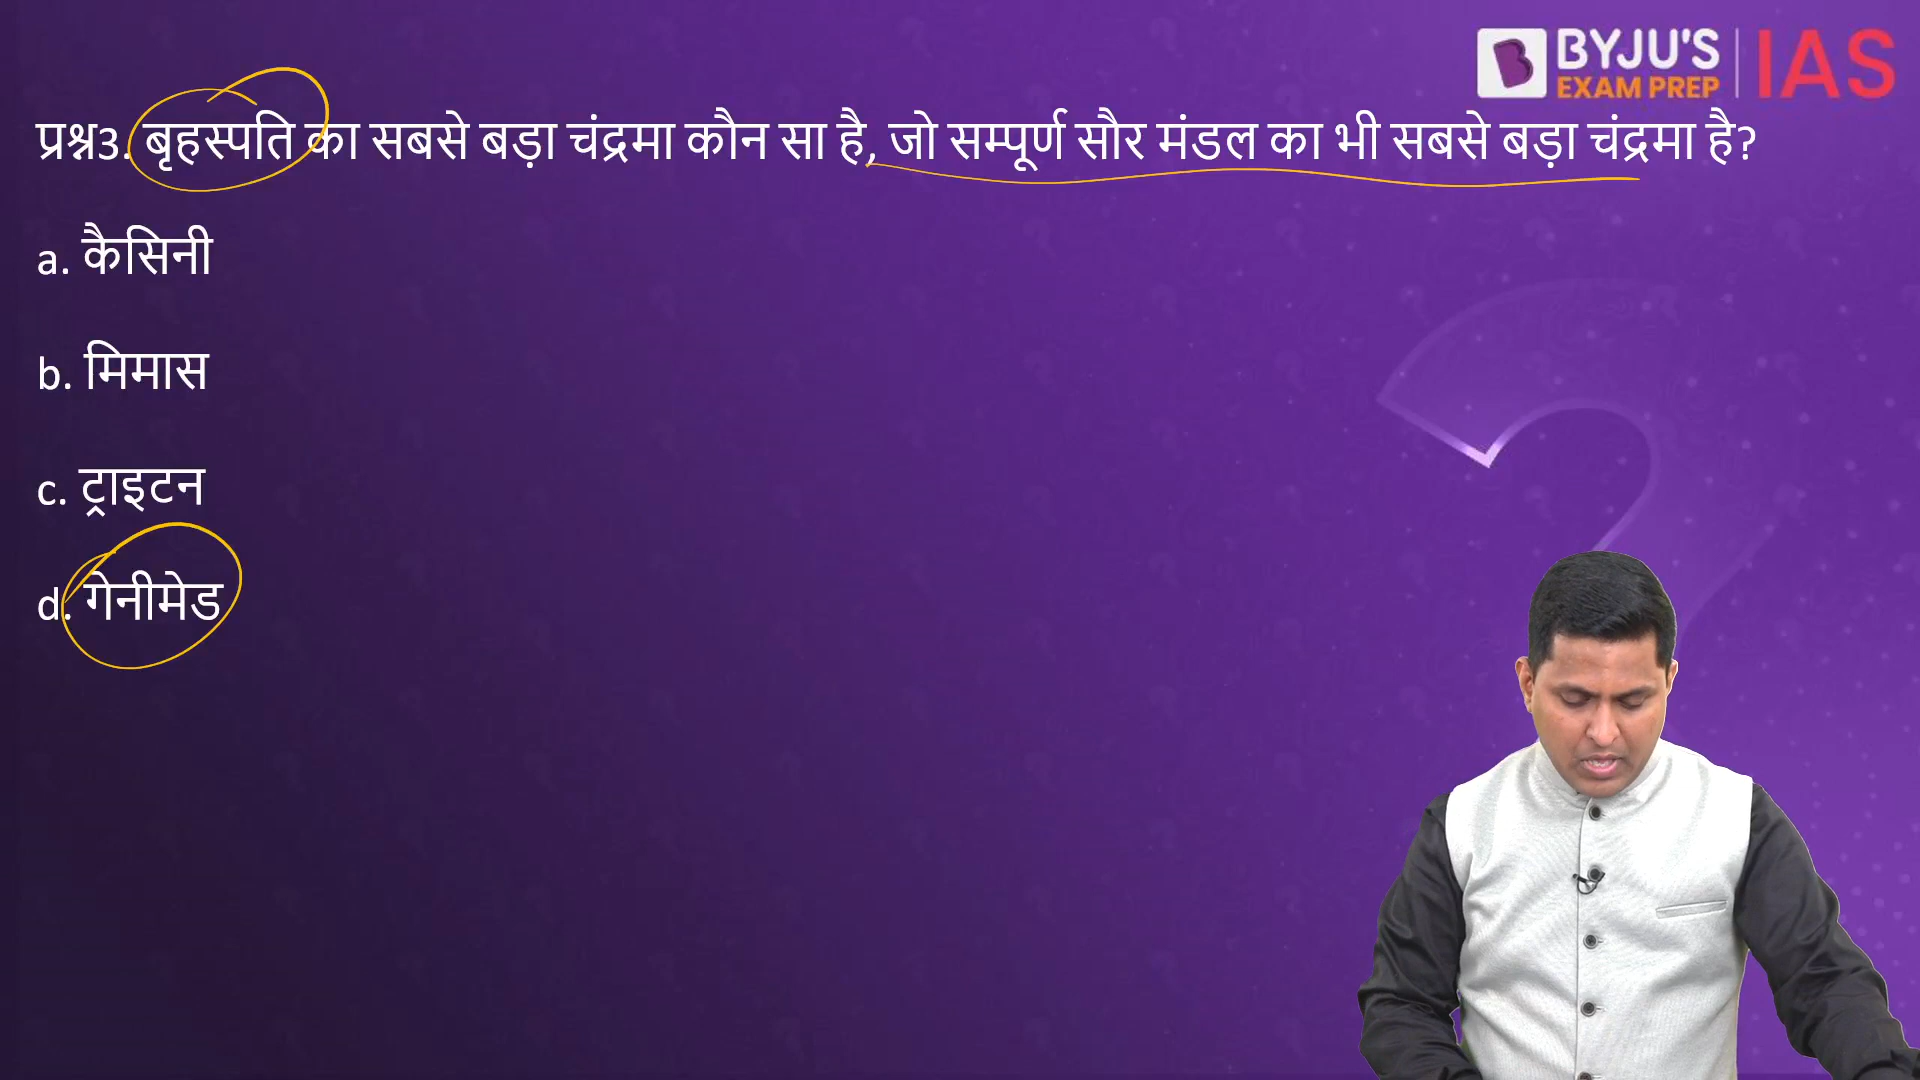 BYJU'S
EXAM PREP
IAS
प्रश्न3. बृहस्पति का सबसे बड़ा चंद्रमा कौन सा है, जो सम्पूर्ण सौर मंडल का भी सबसे बड़ा चंद्रमा है?
a. कैसिनी
b. मिमास
c. ट्राइटन
d. गेनीमेड